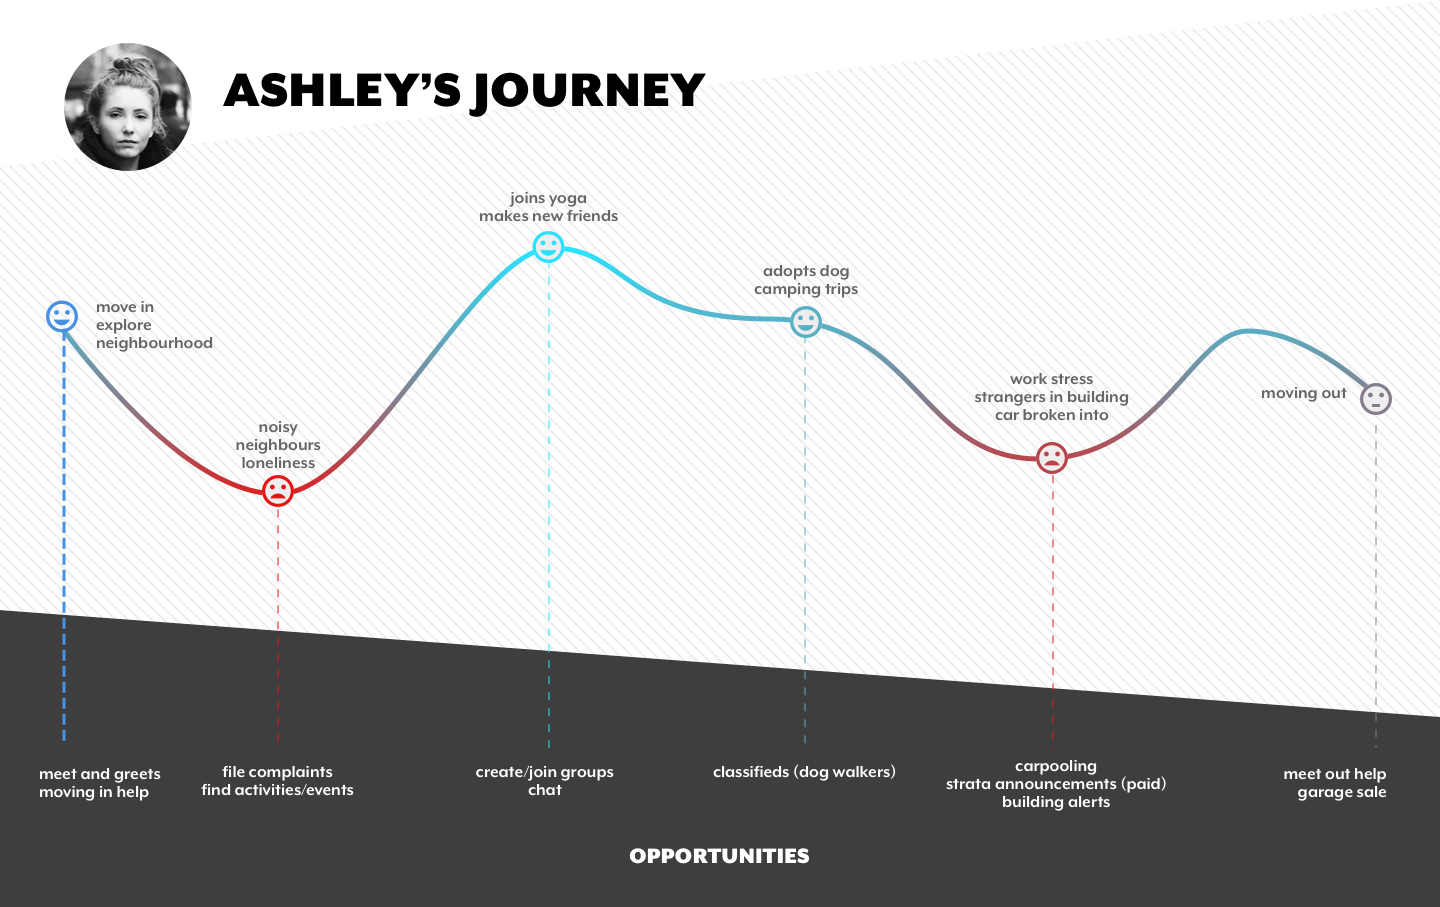 ASHLEY’S JOURNEY
move in
explore
neighbourhood
noisy
neighbours
loneliness
joins yoga
makes new friends
adopts dog
camping trips
work stress
strangers in building
car broken into
moving out
meet and greets
moving in help
file complaints
find activities/events
create/join groups
chat
classifieds (dog walkers)
carpooling
strata announcements (paid)
building alerts
meet out help
garage sale
OPPORTUNITIES